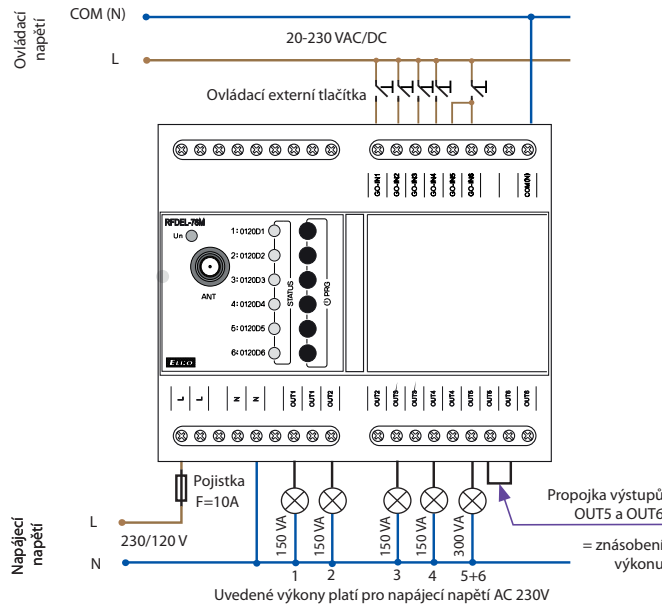 Ovládací
napětí
COM (N)
20-230 VAC/DC
L
Ovládací externí tlačítka
GO-IN1
GO-IN2
GO-IN3
GO-IN4
GO-IN5
GO-IN6
COM(N)
RFDEL-76M
Un
ANT
1: 0120D1
2: 0120D2
3: 0120D3
4: 0120D4
5: 0120D5
6: 0120D6
STATUS
PRG
ELKO
L
L
N
N
OUT1
OUT1
OUT2
OUT2
OUT3
OUT3
OUT4
OUT4
OUT5
OUT5
OUT6
OUT6
Pojistka
F=10A
Napájecí
napětí
L
230/120 V
N
150 VA
150 VA
150 VA
150 VA
300 VA
1
2
3
4
5+6
Propojka výstupů
OUT5 a OUT6
= znásobení
výkonu
Uvedené výkony platí pro napájecí napětí AC 230V